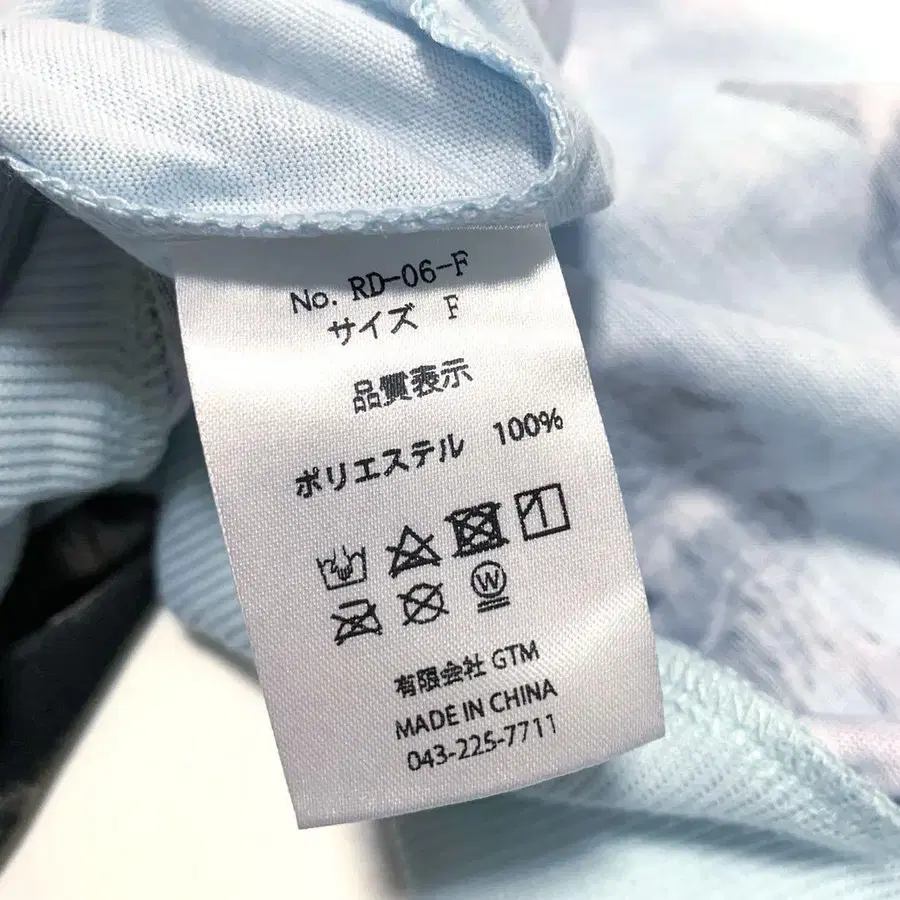 No. RD-06-F
サイズ F
品質表示
ポリエステル 100%
W
有限会社 GTM
MADE IN CHINA
043-225-7711